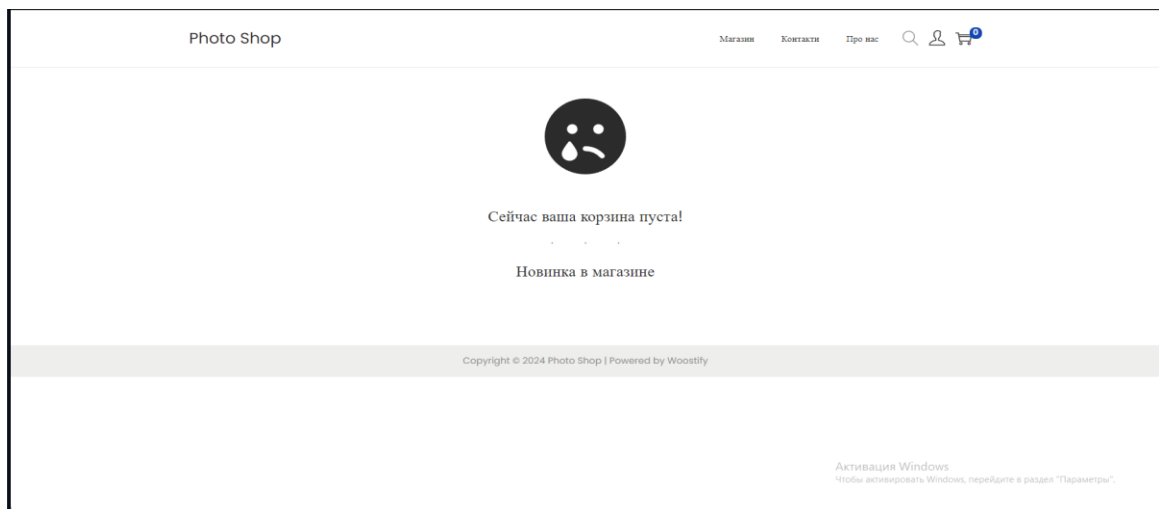 Photo Shop
Магазин Контакти Про нас 0
Сейчас ваша корзина пуста!
Новинка в магазине
Copyright © 2024 Photo Shop | Powered by Woostify
Активация Windows
Чтобы активировать Windows, перейдите в раздел "Параметры".